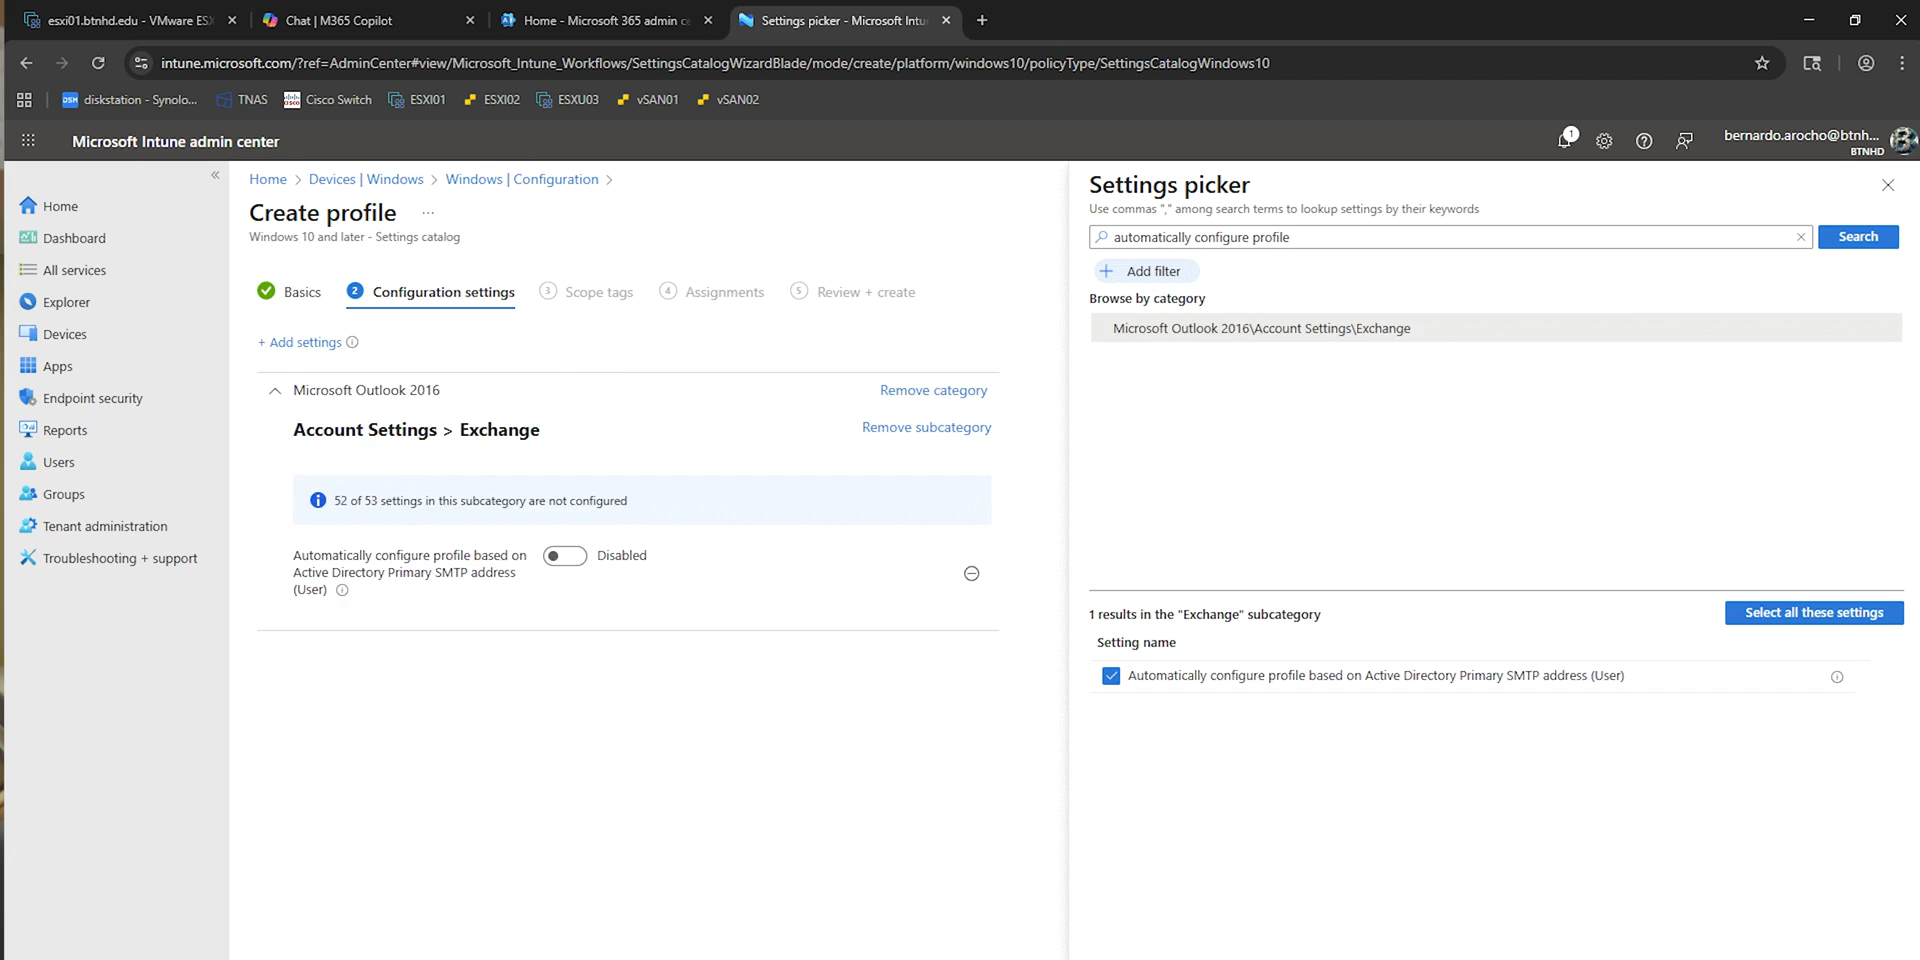 esxi01.btnhd.edu - VMware ESX
Chat | M365 Copilot
Home - Microsoft 365 admin ce
Settings picker - Microsoft Intu
intune.microsoft.com/?ref=AdminCenter#view/Microsoft_Intune_Workflows/SettingsCatalogWizardBlade/mode/create/platform/windows10/policyType/SettingsCatalogWindows10
DSM diskstation - Synolo...
TNAS
CISCO Cisco Switch
ESXI01
ESXI02
ESXU03
vSAN01
vSAN02
Microsoft Intune admin center
1
bernardo.arocho@btnh...
BTNHD
Home
Dashboard
All services
Explorer
Devices
Apps
Endpoint security
Reports
Users
Groups
Tenant administration
Troubleshooting + support
Home > Devices | Windows > Windows | Configuration >
Create profile ...
Windows 10 and later - Settings catalog
Basics
2 Configuration settings
3 Scope tags
4 Assignments
5 Review + create
+ Add settings
Microsoft Outlook 2016
Remove category
Account Settings > Exchange
Remove subcategory
52 of 53 settings in this subcategory are not configured
Automatically configure profile based on
Active Directory Primary SMTP address
(User)
Disabled
Settings picker
Use commas "," among search terms to lookup settings by their keywords
automatically configure profile
Search
+ Add filter
Browse by category
Microsoft Outlook 2016\Account Settings\Exchange
1 results in the "Exchange" subcategory
Select all these settings
Setting name
Automatically configure profile based on Active Directory Primary SMTP address (User)